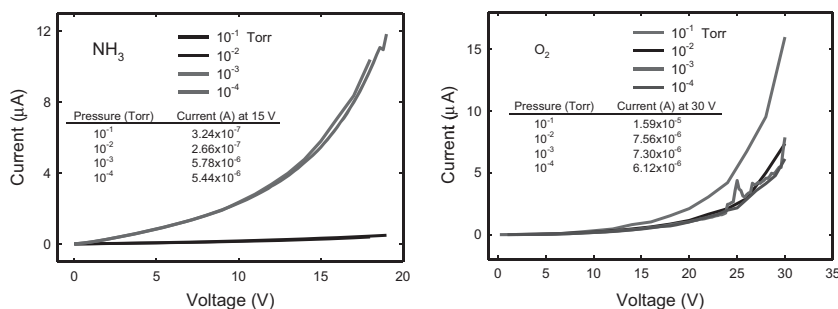 12
8
4
0
Current (μA)
NH₃
10⁻¹ Torr
10⁻²
10⁻³
10⁻⁴
Pressure (Torr) Current (A) at 15 V
10⁻¹ 3.24x10⁻⁷
10⁻² 2.66x10⁻⁷
10⁻³ 5.78x10⁻⁶
10⁻⁴ 5.44x10⁻⁶
0 5 10 15 20
Voltage (V)
15
10
5
0
Current (μA)
O₂
10⁻¹ Torr
10⁻²
10⁻³
10⁻⁴
Pressure (Torr) Current (A) at 30 V
10⁻¹ 1.59x10⁻⁵
10⁻² 7.56x10⁻⁶
10⁻³ 7.30x10⁻⁶
10⁻⁴ 6.12x10⁻⁶
0 5 10 15 20 25 30 35
Voltage (V)